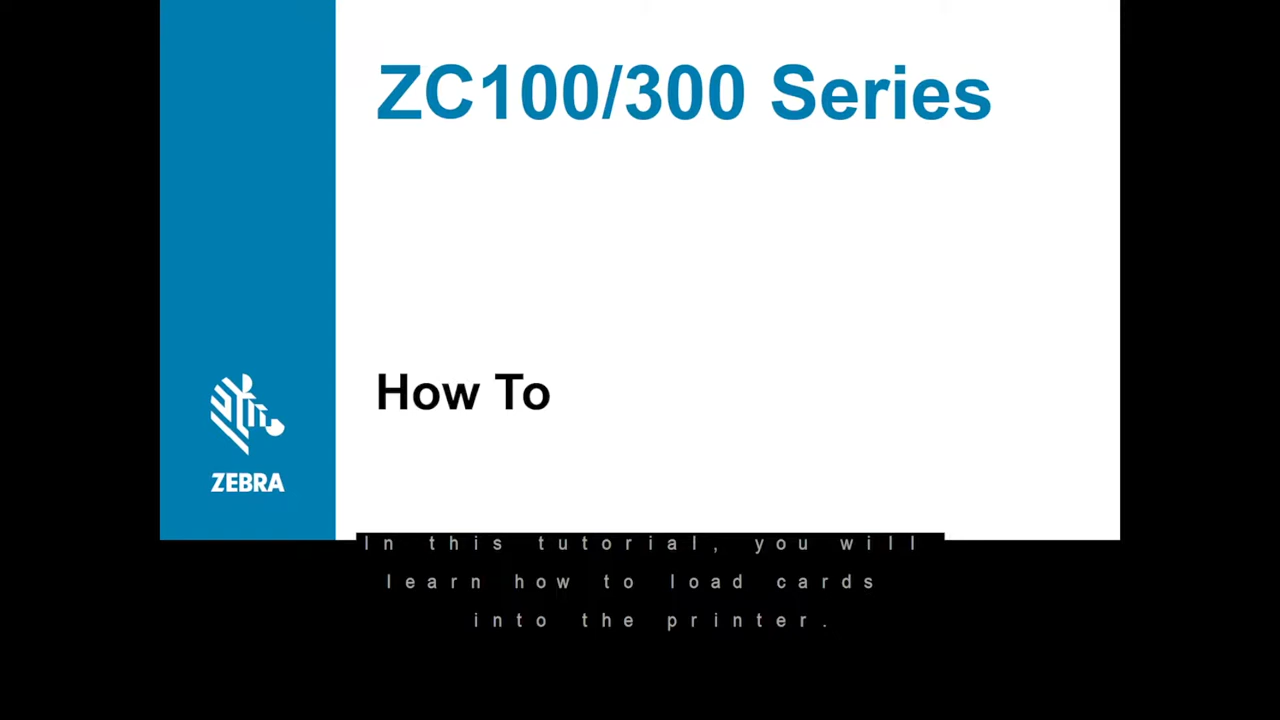 ZC100/300 Series
How To
ZEBRA
In this tutorial, you will
learn how to load cards
into the printer.